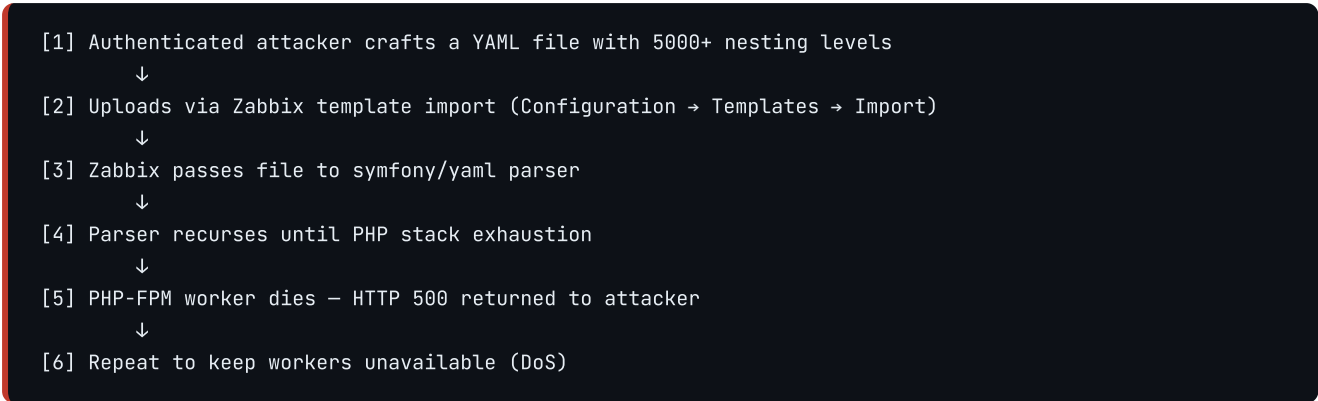 [1] Authenticated attacker crafts a YAML file with 5000+ nesting levels
↓
[2] Uploads via Zabbix template import (Configuration → Templates → Import)
↓
[3] Zabbix passes file to symfony/yaml parser
↓
[4] Parser recurses until PHP stack exhaustion
↓
[5] PHP-FPM worker dies — HTTP 500 returned to attacker
↓
[6] Repeat to keep workers unavailable (DoS)